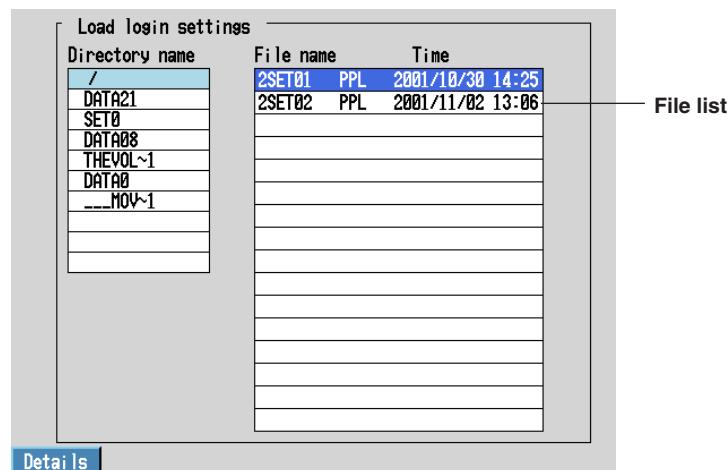 Load login settings
Directory name
/
DATA21
SET0
DATA08
THEVOL~1
DATA0
___MOV~1
File name Time
2SET01 PPL 2001/10/30 14:25
2SET02 PPL 2001/11/02 13:06
File list
Details